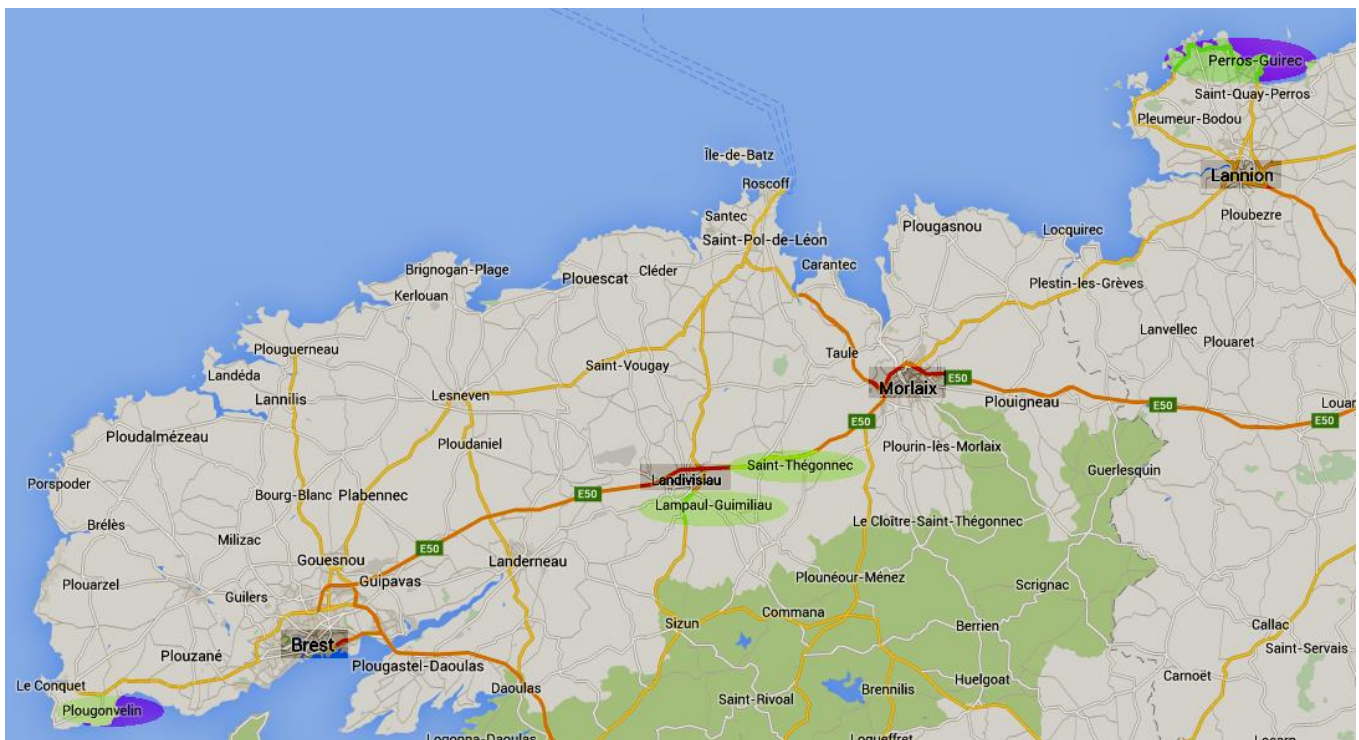 Perros-Guirec
Saint-Quay-Perros
Pleumeur-Bodou
Île-de-Batz
Lannion
Roscoff
Ploubezre
Santec
Plougasnou
Locquirec
Saint-Pol-de-Léon
Carantec
Brignogan-Plage
Plouescat
Cléder
Kerlouan
Plestin-les-Grèves
Lanvellec
Plouaret
Plouguerneau
Taule
Saint-Vougay
Landéda
Lannilis
Lesneven
Morlaix
E50
Plouigneau
E50
Louar
E50
E50
Ploudalmézeau
Ploudaniel
Plourin-lès-Morlaix
Saint-Thégonnec
Guerlesquin
Porspoder
Landivisiau
Bourg-Blanc
Plabennec
E50
Lampaul-Guimiliau
Brélès
Le Cloître-Saint-Thégonnec
Milizac
E50
Gouesnou
Landerneau
Plouarzel
Guipavas
Plounéour-Ménez
Scrignac
Guilers
Commana
Sizun
Berrien
Callac
Brest
Saint-Servais
Plouzané
Plougastel-Daoulas
Carnoët
Le Conquet
Daoulas
Huelgoat
Brennilis
Saint-Rivoal
Plougonvelin
Logonna-Daoulas
Loqueffret
Locarn